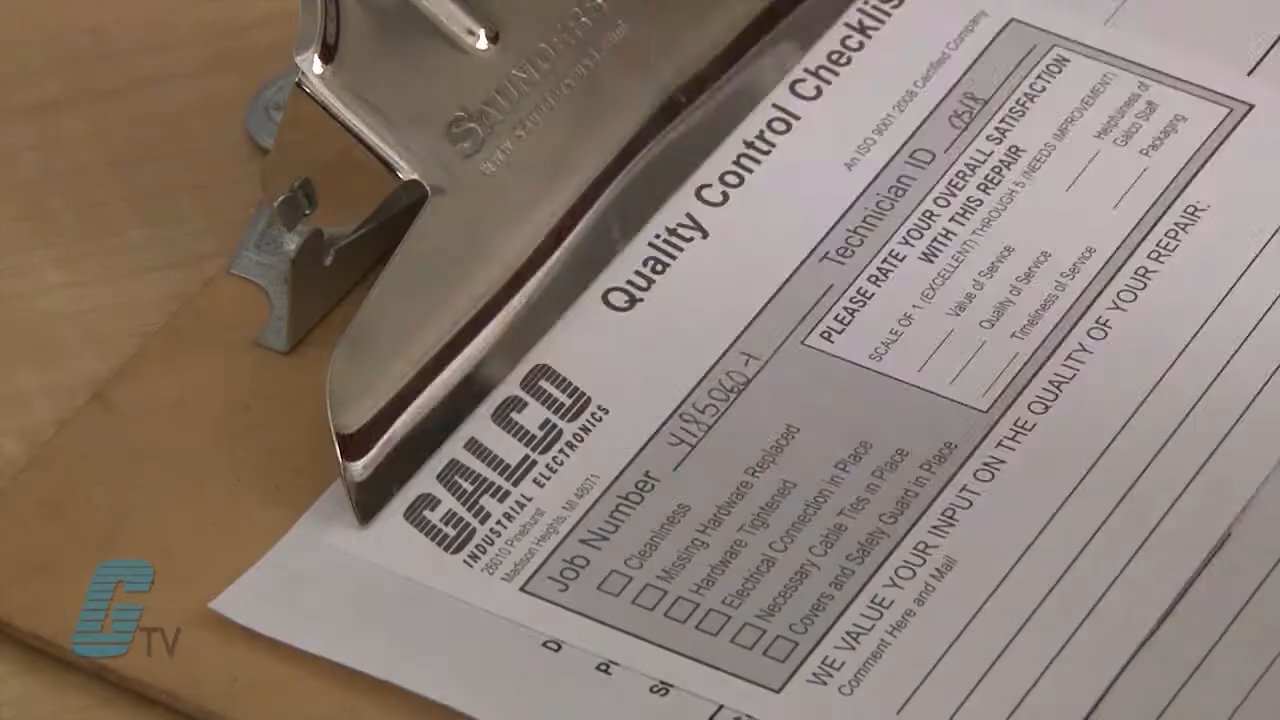 SAUNDERS
Quality Control Checklis
An ISO 9001:2008 Certified Company
GALCO
INDUSTRIAL ELECTRONICS
26010 Pinehurst
Madison Heights, MI 48071
Job Number 4185060-1 Technician ID
Cleanliness
Missing Hardware Replaced
Hardware Tightened
Electrical Connection in Place
Necessary Cable Ties in Place
Covers and Safety Guard in Place
PLEASE RATE YOUR OVERALL SATISFACTION
WITH THIS REPAIR
SCALE OF 1 (EXCELLENT) THROUGH 5 (NEEDS IMPROVEMENT)
Value of Service
Quality of Service
Timeliness of Service
Helpfulness of
Galco Staff
Packaging
WE VALUE YOUR INPUT ON THE QUALITY OF YOUR REPAIR:
Comment Here and Mail
G TV